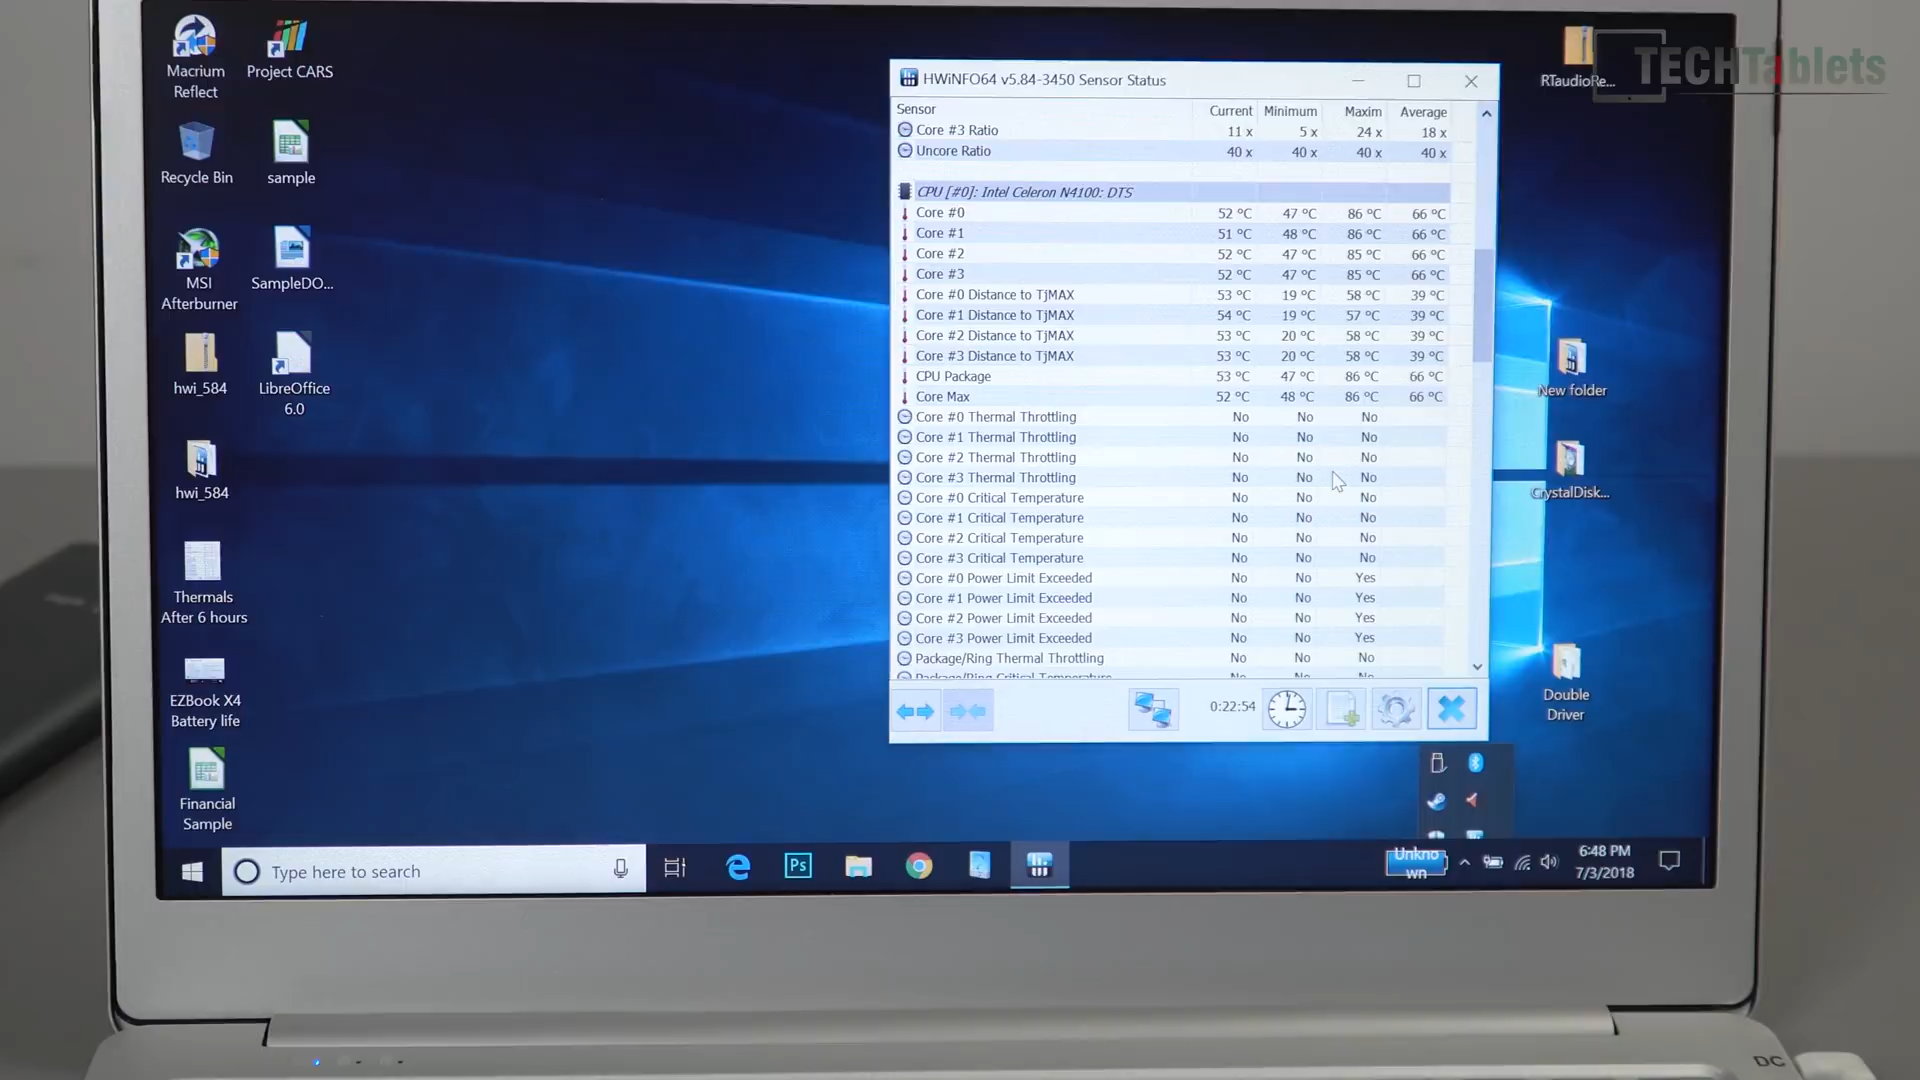 Macrium
Reflect
Project CARS
Recycle Bin
sample
MSI
Afterburner
SampleDO...
hwi_584
LibreOffice
6.0
hwi_584
Thermals
After 6 hours
EZBook X4
Battery life
Financial
Sample
HWiNFO64 v5.84-3450 Sensor Status
Sensor Current Minimum Maxim Average
Core #3 Ratio 11 x 5 x 24 x 18 x
Uncore Ratio 40 x 40 x 40 x 40 x
CPU [#0]: Intel Celeron N4100: DTS
Core #0 52 °C 47 °C 86 °C 66 °C
Core #1 51 °C 48 °C 86 °C 66 °C
Core #2 52 °C 47 °C 85 °C 66 °C
Core #3 52 °C 47 °C 85 °C 66 °C
Core #0 Distance to TjMAX 53 °C 19 °C 58 °C 39 °C
Core #1 Distance to TjMAX 54 °C 19 °C 57 °C 39 °C
Core #2 Distance to TjMAX 53 °C 20 °C 58 °C 39 °C
Core #3 Distance to TjMAX 53 °C 20 °C 58 °C 39 °C
CPU Package 53 °C 47 °C 86 °C 66 °C
Core Max 52 °C 48 °C 86 °C 66 °C
Core #0 Thermal Throttling No No No
Core #1 Thermal Throttling No No No
Core #2 Thermal Throttling No No No
Core #3 Thermal Throttling No No No
Core #0 Critical Temperature No No No
Core #1 Critical Temperature No No No
Core #2 Critical Temperature No No No
Core #3 Critical Temperature No No No
Core #0 Power Limit Exceeded No No Yes
Core #1 Power Limit Exceeded No No Yes
Core #2 Power Limit Exceeded No No Yes
Core #3 Power Limit Exceeded No No Yes
Package/Ring Thermal Throttling No No No
Package/Ring Critical Temperature No No No
0:22:54
RTaudioRe...
TECHTablets
New folder
CrystalDisk...
Double
Driver
Type here to search
Ps
Unkno
wn
6:48 PM
7/3/2018
DC